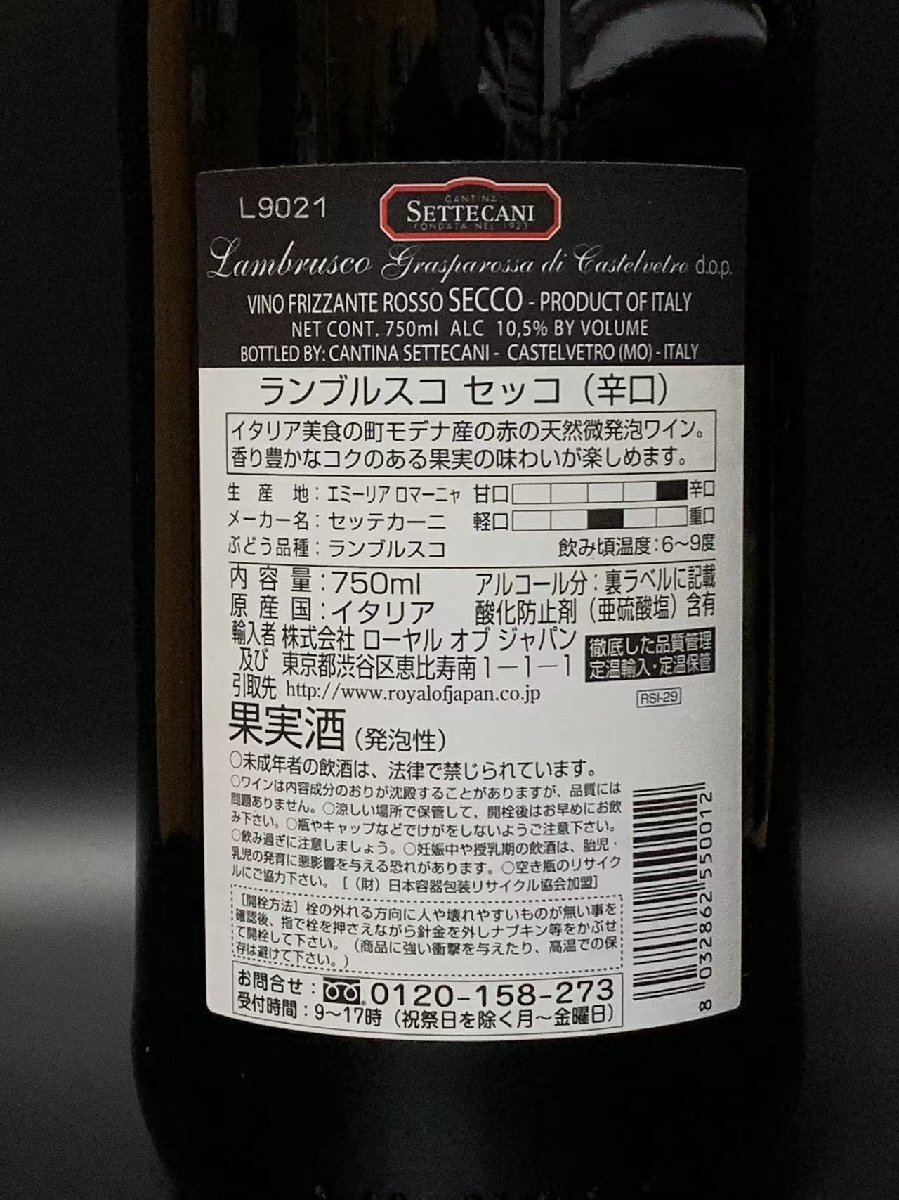 L9021
CANTINA
SETTECANI
FONDATA NEL 1923
Lambrusco Grasparossa di Castelvetro d.o.p.
VINO FRIZZANTE ROSSO SECCO - PRODUCT OF ITALY
NET CONT. 750ml ALC 10,5% BY VOLUME
BOTTLED BY: CANTINA SETTECANI - CASTELVETRO (MO) - ITALY
ランブルスコ セッコ（辛口）
イタリア美食の町モデナ産の赤の天然微発泡ワイン。
香り豊かなコクのある果実の味わいが楽しめます。
生産地：エミーリア ロマーニャ 甘口 辛口
メーカー名：セッテカーニ 軽口 重口
ぶどう品種：ランブルスコ 飲み頃温度：6〜9度
内容量：750ml アルコール分：裏ラベルに記載
原産国：イタリア 酸化防止剤（亜硫酸塩）含有
輸入者 株式会社 ローヤル オブ ジャパン
及び 東京都渋谷区恵比寿南1－1－1
引取先 http://www.royalofjapan.co.jp
徹底した品質管理
定温輸入・定温保管
RSI-29
果実酒（発泡性）
○未成年者の飲酒は、法律で禁じられています。
○ワインは内容成分のおりが沈殿することがありますが、品質には
問題ありません。○涼しい場所で保管して、開栓後はお早めにお飲
み下さい。○瓶やキャップなどでけがをしないようご注意下さい。
○飲み過ぎに注意しましょう。○妊娠中や授乳期の飲酒は、胎児・
乳児の発育に悪影響を与える恐れがあります。○空き瓶のリサイク
ルにご協力下さい。［（財）日本容器包装リサイクル協会加盟］
［開栓方法］栓の外れる方向に人や壊れやすいものが無い事を
確認後、指で栓を押さえながら針金を外しナプキン等をかぶせ
て開栓して下さい。（商品に強い衝撃を与えたり、高温での保
存は避けて下さい。）
お問合せ：0120-158-273
受付時間：9〜17時（祝祭日を除く月〜金曜日）
8 032862 550012